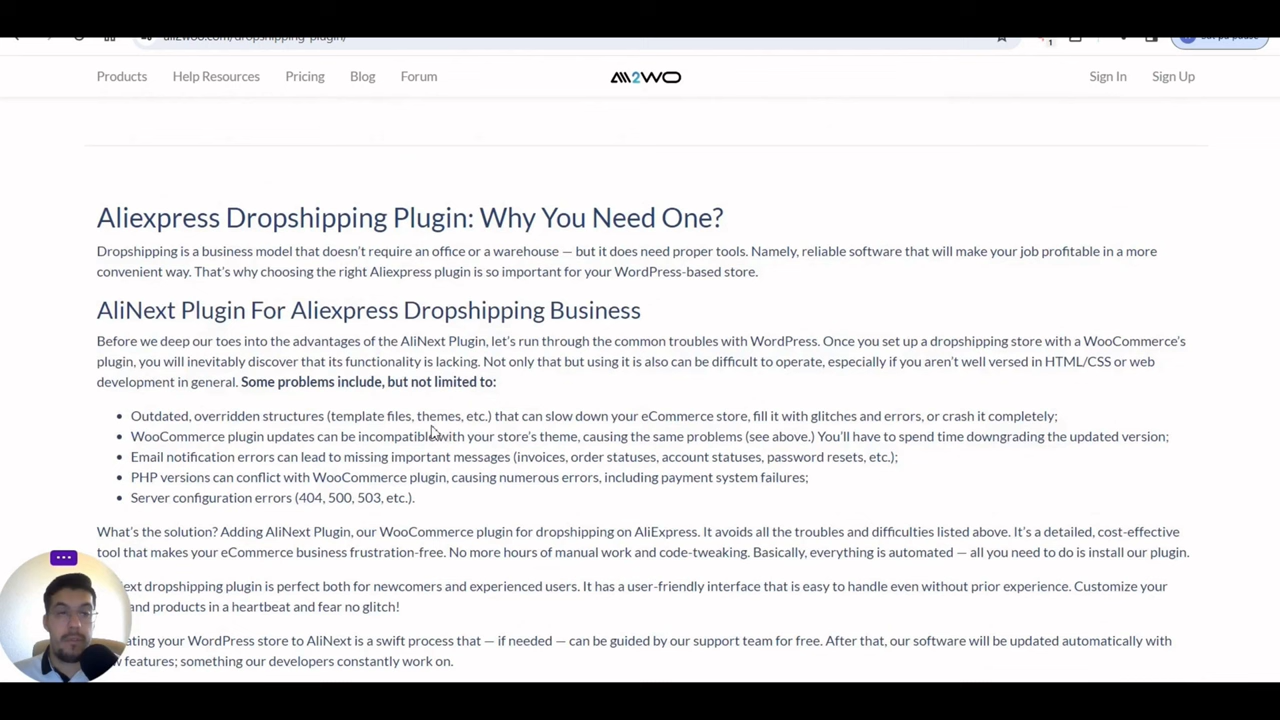 Products Help Resources Pricing Blog Forum ALI2WO Sign In Sign Up
Aliexpress Dropshipping Plugin: Why You Need One?
Dropshipping is a business model that doesn't require an office or a warehouse — but it does need proper tools. Namely, reliable software that will make your job profitable in a more
convenient way. That's why choosing the right Aliexpress plugin is so important for your WordPress-based store.
AliNext Plugin For Aliexpress Dropshipping Business
Before we deep our toes into the advantages of the AliNext Plugin, let's run through the common troubles with WordPress. Once you set up a dropshipping store with a WooCommerce's
plugin, you will inevitably discover that its functionality is lacking. Not only that but using it is also can be difficult to operate, especially if you aren't well versed in HTML/CSS or web
development in general. Some problems include, but not limited to:
• Outdated, overridden structures (template files, themes, etc.) that can slow down your eCommerce store, fill it with glitches and errors, or crash it completely;
• WooCommerce plugin updates can be incompatible with your store's theme, causing the same problems (see above.) You'll have to spend time downgrading the updated version;
• Email notification errors can lead to missing important messages (invoices, order statuses, account statuses, password resets, etc.);
• PHP versions can conflict with WooCommerce plugin, causing numerous errors, including payment system failures;
• Server configuration errors (404, 500, 503, etc.).
What's the solution? Adding AliNext Plugin, our WooCommerce plugin for dropshipping on AliExpress. It avoids all the troubles and difficulties listed above. It's a detailed, cost-effective
tool that makes your eCommerce business frustration-free. No more hours of manual work and code-tweaking. Basically, everything is automated — all you need to do is install our plugin.
dropshipping plugin is perfect both for newcomers and experienced users. It has a user-friendly interface that is easy to handle even without prior experience. Customize your
and products in a heartbeat and fear no glitch!
your WordPress store to AliNext is a swift process that — if needed — can be guided by our support team for free. After that, our software will be updated automatically with
features; something our developers constantly work on.